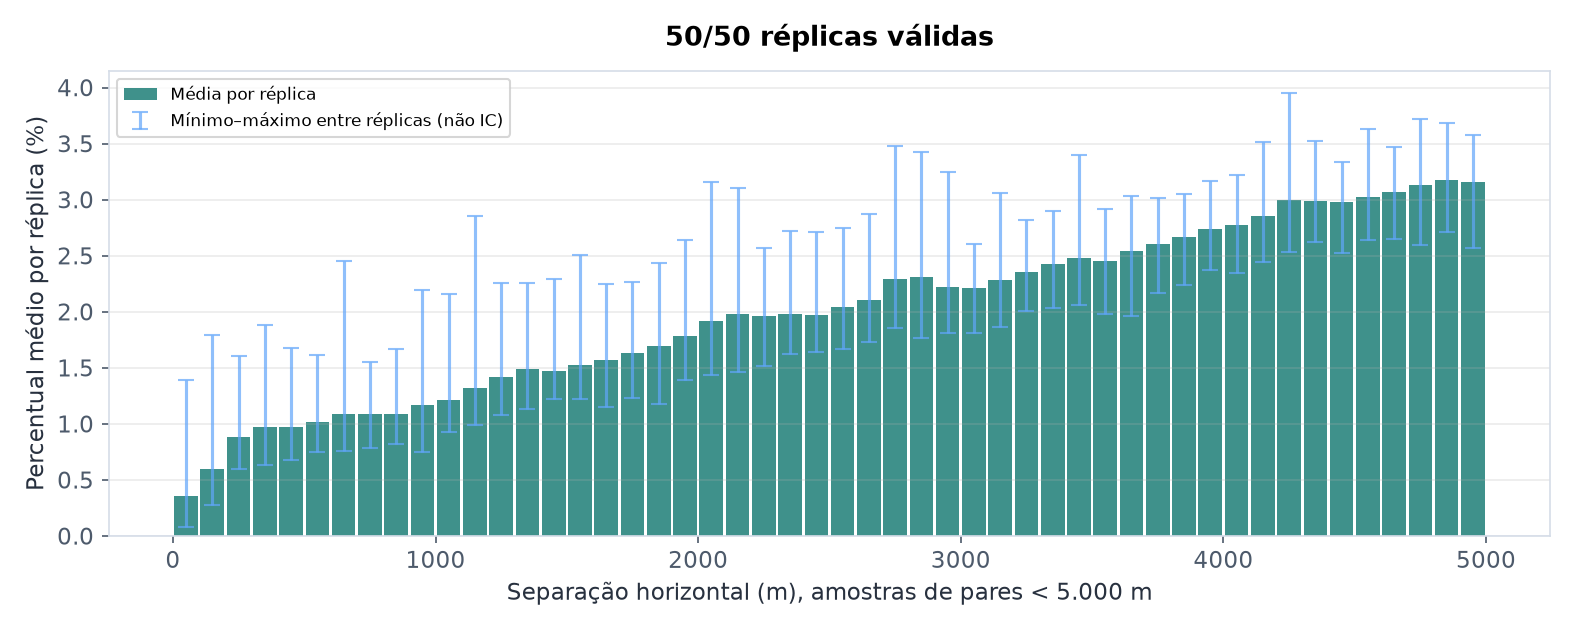 50/50 réplicas válidas
Média por réplica
Mínimo–máximo entre réplicas (não IC)
Percentual médio por réplica (%)
4.0
3.5
3.0
2.5
2.0
1.5
1.0
0.5
0.0
0 1000 2000 3000 4000 5000
Separação horizontal (m), amostras de pares < 5.000 m